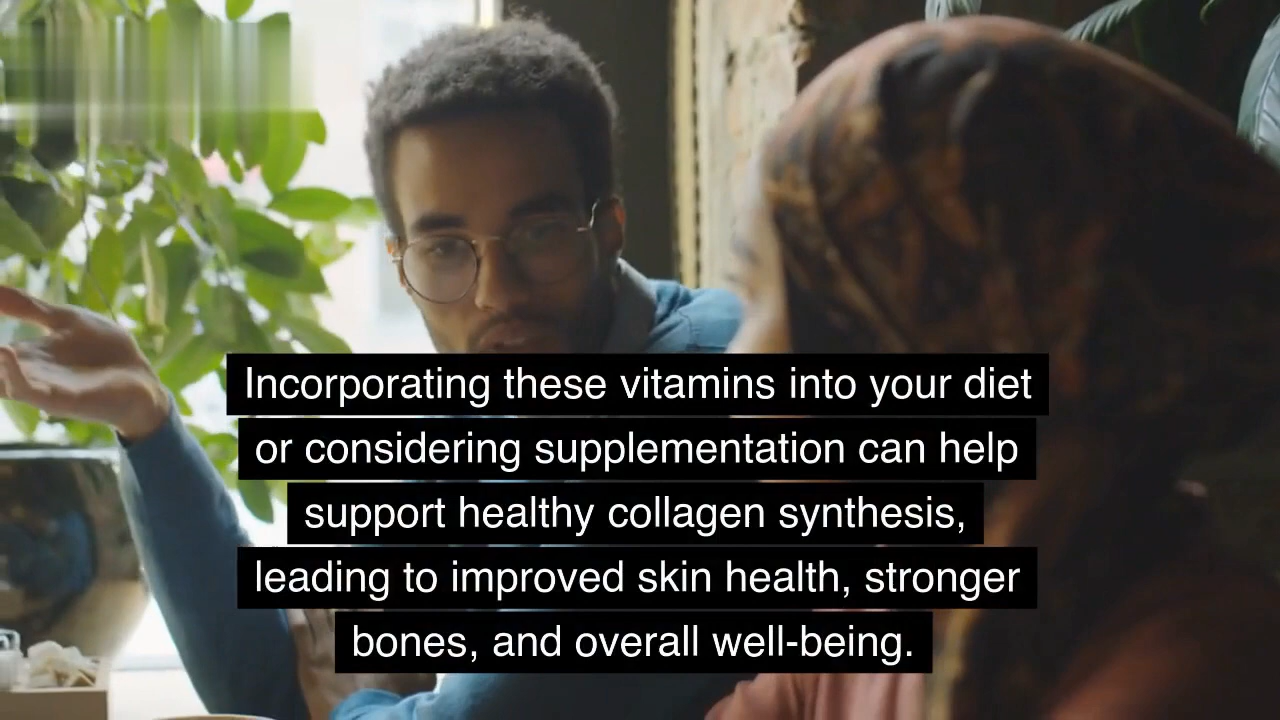 Incorporating these vitamins into your diet
or considering supplementation can help
support healthy collagen synthesis,
leading to improved skin health, stronger
bones, and overall well-being.